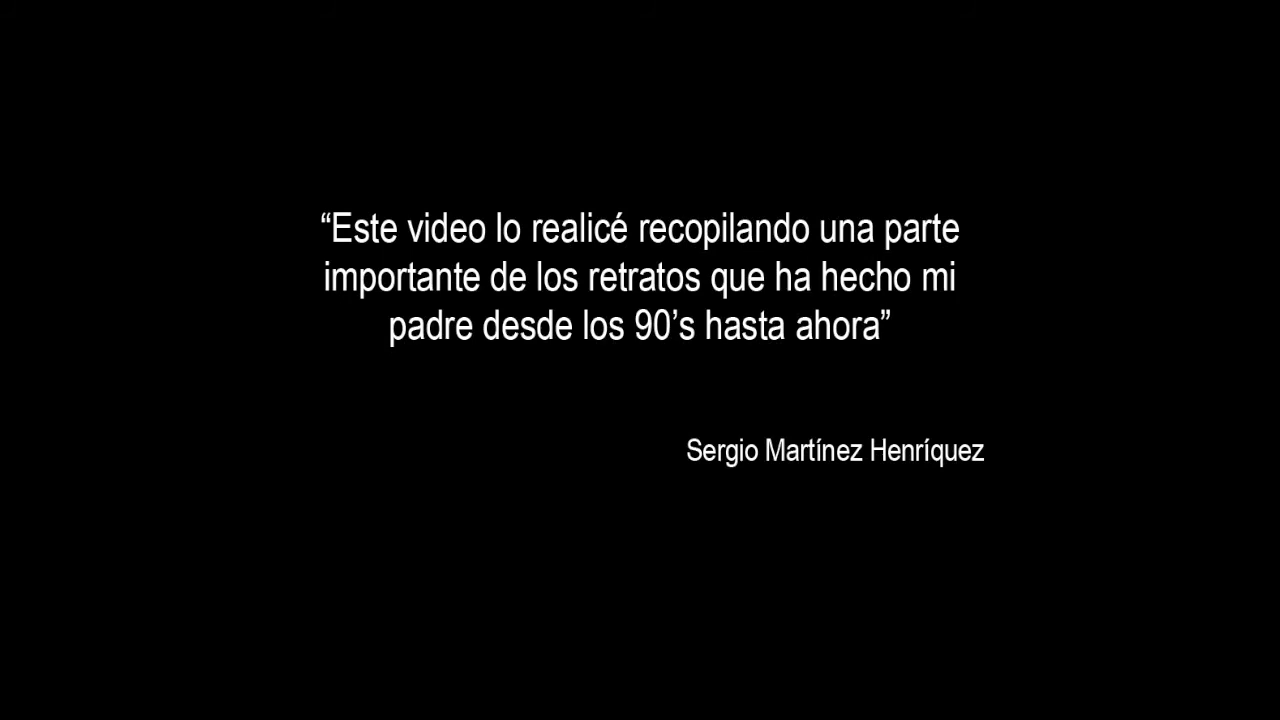 “Este video lo realicé recopilando una parte
importante de los retratos que ha hecho mi
padre desde los 90’s hasta ahora”
Sergio Martínez Henríquez